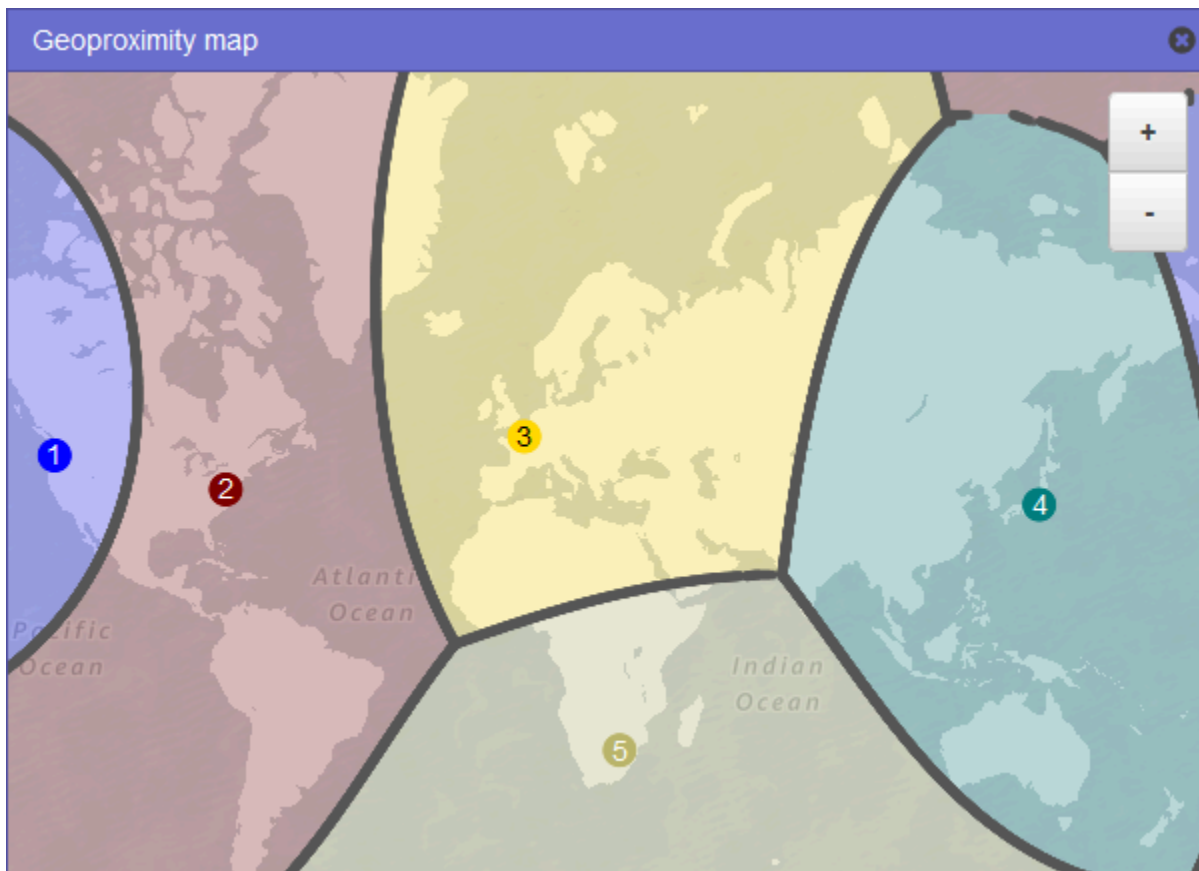 Geoproximity map
+
-
1
2
3
4
5
Atlanti
Ocean
Pacific
Ocean
Indian
Ocean